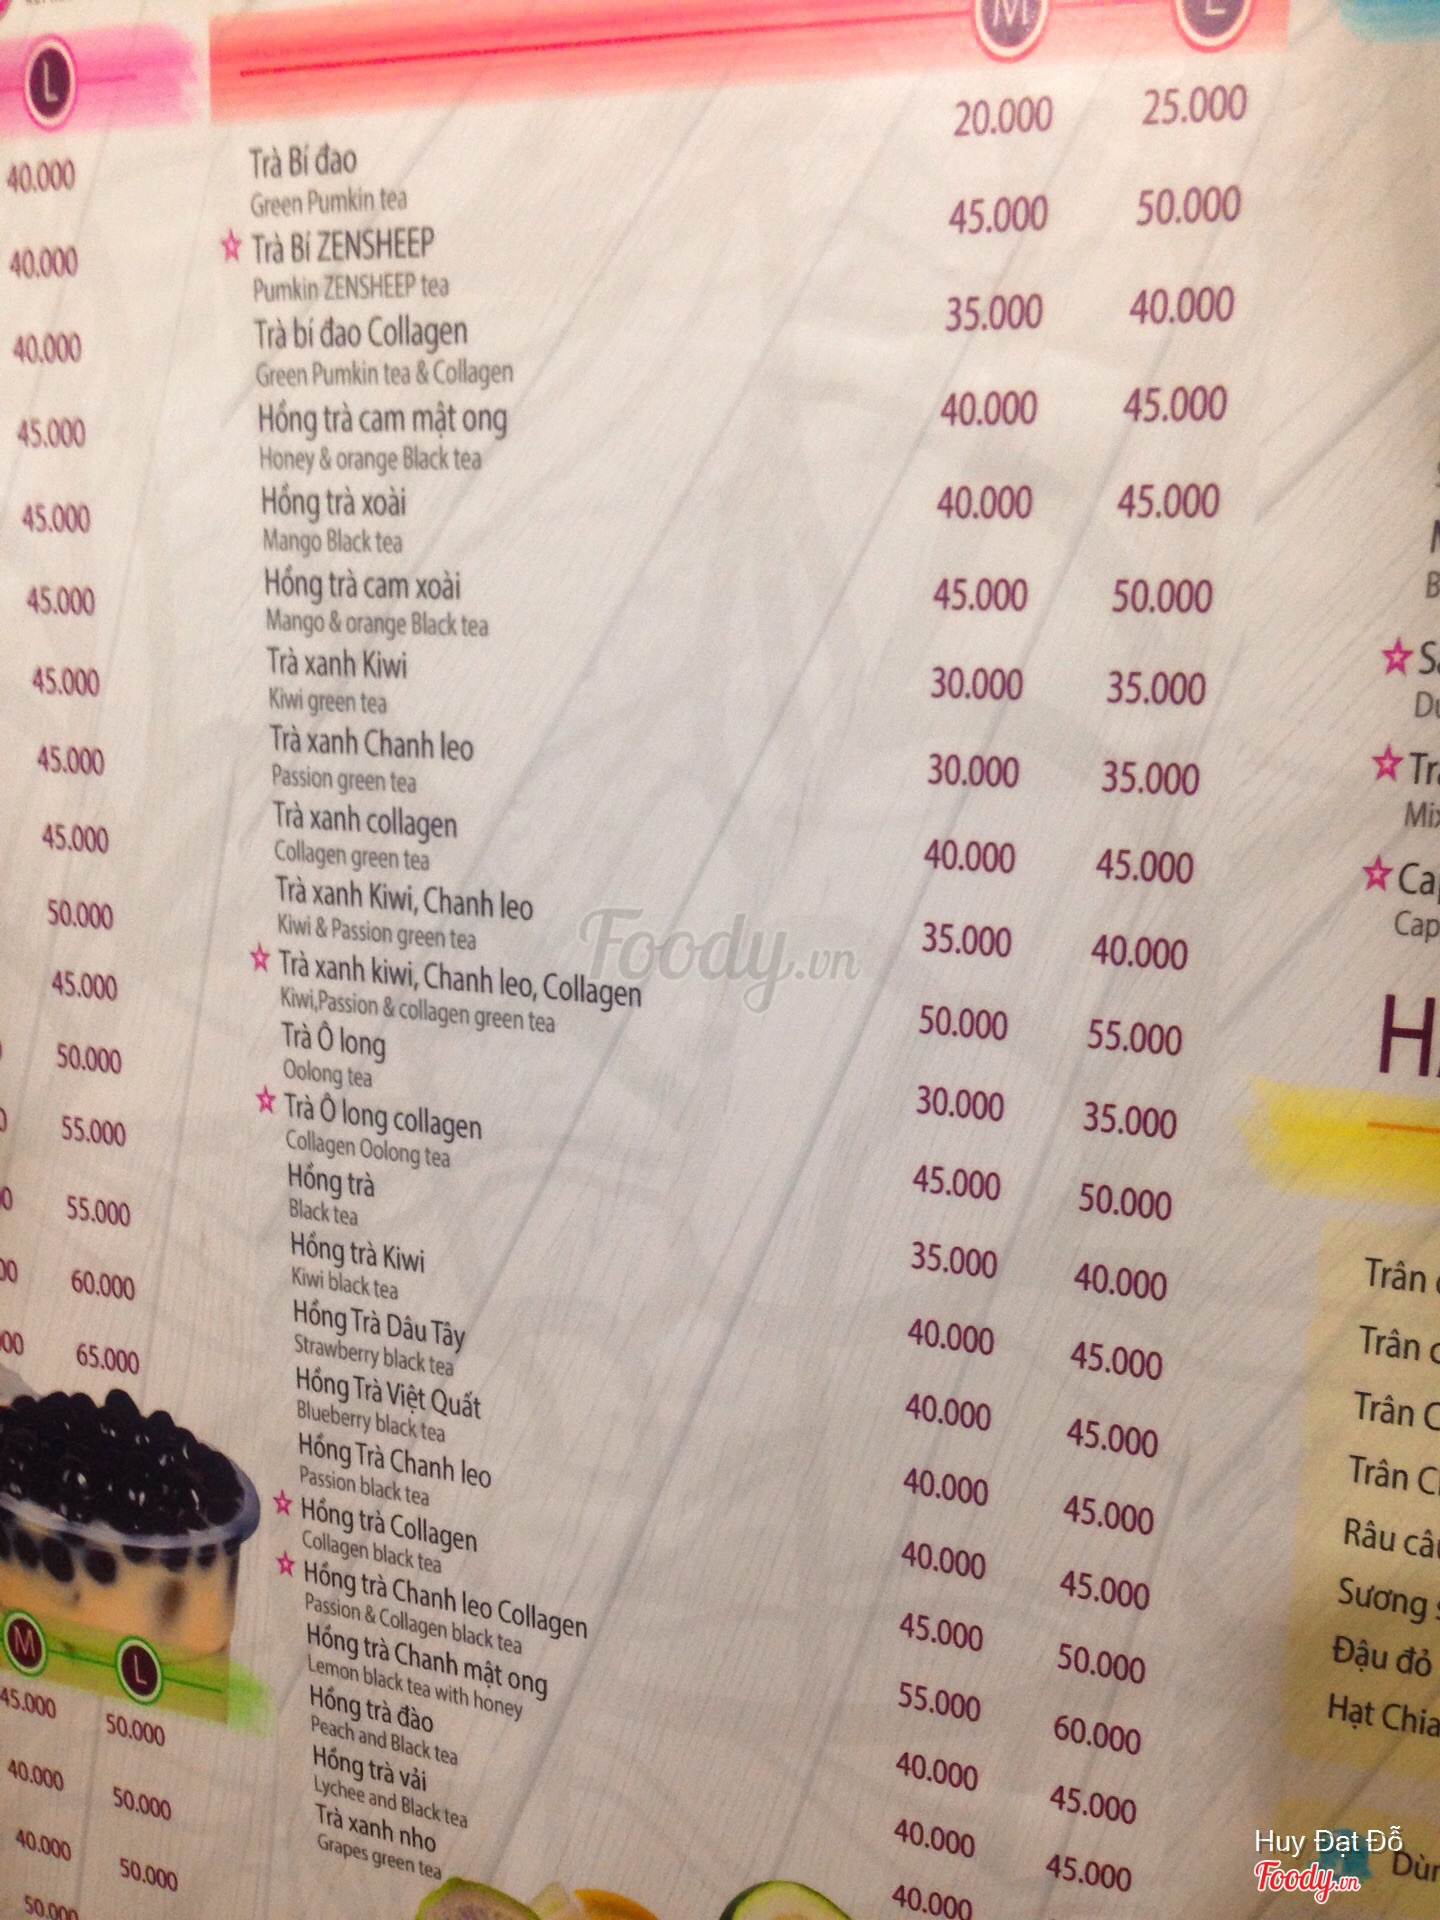 M L
L
40.000
40.000
40.000
45.000
45.000
45.000
45.000
45.000
45.000
50.000
45.000
50.000
55.000
55.000
60.000
65.000
M L
45.000 50.000
40.000 50.000
40.000 50.000
50.000
Trà Bí đao 20.000 25.000
Green Pumkin tea
Trà Bí ZENSHEEP 45.000 50.000
Pumkin ZENSHEEP tea
Trà bí đao Collagen 35.000 40.000
Green Pumkin tea & Collagen
Hồng trà cam mật ong 40.000 45.000
Honey & orange Black tea
Hồng trà xoài 40.000 45.000
Mango Black tea
Hồng trà cam xoài 45.000 50.000
Mango & orange Black tea
Trà xanh Kiwi 30.000 35.000
Kiwi green tea
Trà xanh Chanh leo 30.000 35.000
Passion green tea
Trà xanh collagen 40.000 45.000
Collagen green tea
Trà xanh Kiwi, Chanh leo 35.000 40.000
Kiwi & Passion green tea
Trà xanh kiwi, Chanh leo, Collagen 50.000 55.000
Kiwi,Passion & collagen green tea
Trà Ô long 30.000 35.000
Oolong tea
Trà Ô long collagen 45.000 50.000
Collagen Oolong tea
Hồng trà 35.000 40.000
Black tea
Hồng trà Kiwi 40.000 45.000
Kiwi black tea
Hồng Trà Dâu Tây 40.000 45.000
Strawberry black tea
Hồng Trà Việt Quất 40.000 45.000
Blueberry black tea
Hồng Trà Chanh leo 40.000 45.000
Passion black tea
Hồng trà Collagen 45.000 50.000
Collagen black tea
Hồng trà Chanh leo Collagen 55.000 60.000
Passion & Collagen black tea
Hồng trà Chanh mật ong 40.000 45.000
Lemon black tea with honey
Hồng trà đào 40.000 45.000
Peach and Black tea
Hồng trà vải 40.000
Lychee and Black tea
Trà xanh nho
Grapes green tea
Trân
Trân
Trân
Trân
Râu câu
Sương
Đậu đỏ
Hạt Chia
Foody.vn
Huy Đạt Đỗ
Foody.vn